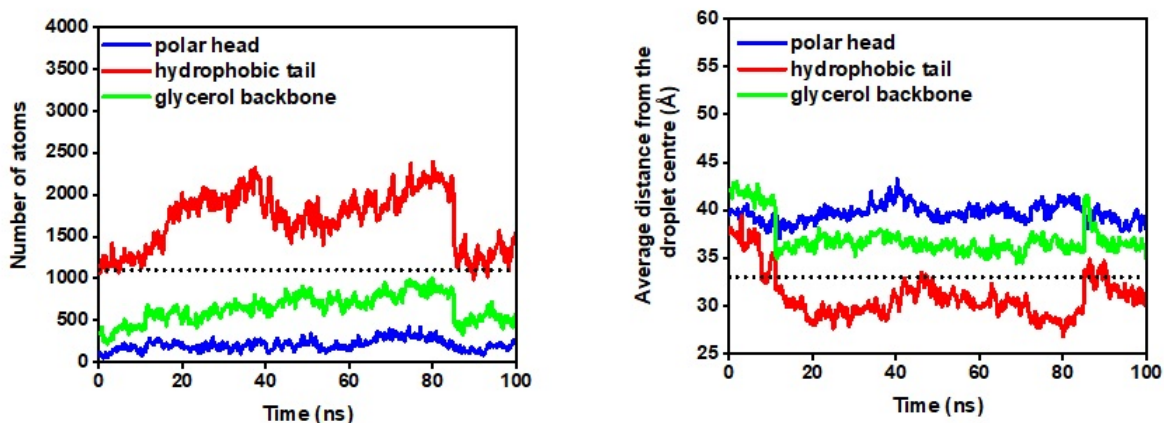 Number of atoms
4000
3500
3000
2500
2000
1500
1000
500
0
polar head
hydrophobic tail
glycerol backbone
0 20 40 60 80 100
Time (ns)
Average distance from the
droplet centre (Å)
60
55
50
45
40
35
30
25
polar head
hydrophobic tail
glycerol backbone
0 20 40 60 80 100
Time (ns)